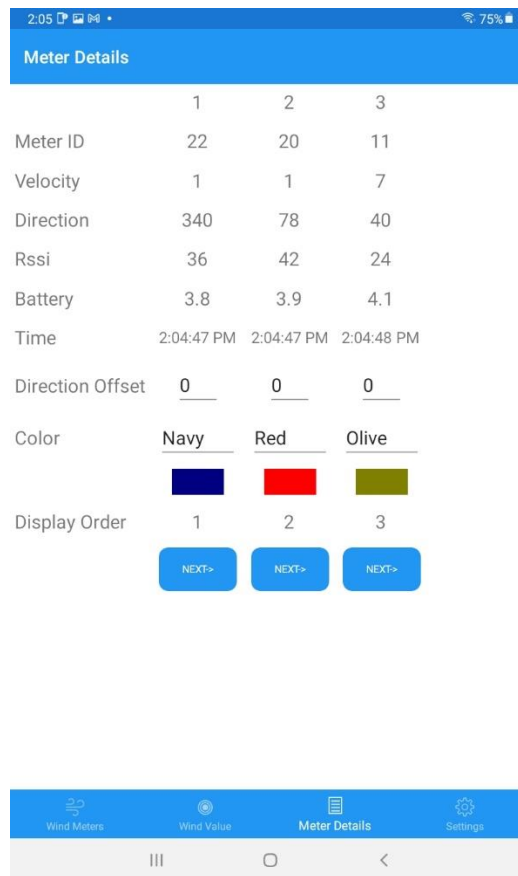 2:05 75%
Meter Details
1 2 3
Meter ID 22 20 11
Velocity 1 1 7
Direction 340 78 40
Rssi 36 42 24
Battery 3.8 3.9 4.1
Time 2:04:47 PM 2:04:47 PM 2:04:48 PM
Direction Offset 0 0 0
Color Navy Red Olive
Display Order 1 2 3
NEXT-> NEXT-> NEXT->
Wind Meters Wind Value Meter Details Settings